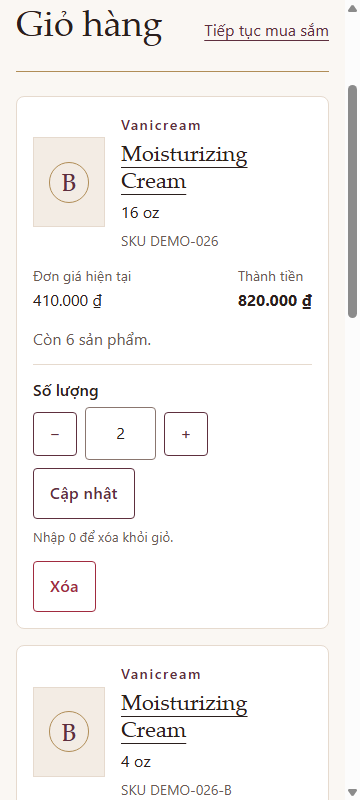 Giỏ hàng
Tiếp tục mua sắm
Vanicream
B
Moisturizing
Cream
16 oz
SKU DEMO-026
Đơn giá hiện tại
Thành tiền
410.000 ₫
820.000 ₫
Còn 6 sản phẩm.
Số lượng
− 2 +
Cập nhật
Nhập 0 để xóa khỏi giỏ.
Xóa
Vanicream
B
Moisturizing
Cream
4 oz
SKU DEMO-026-B